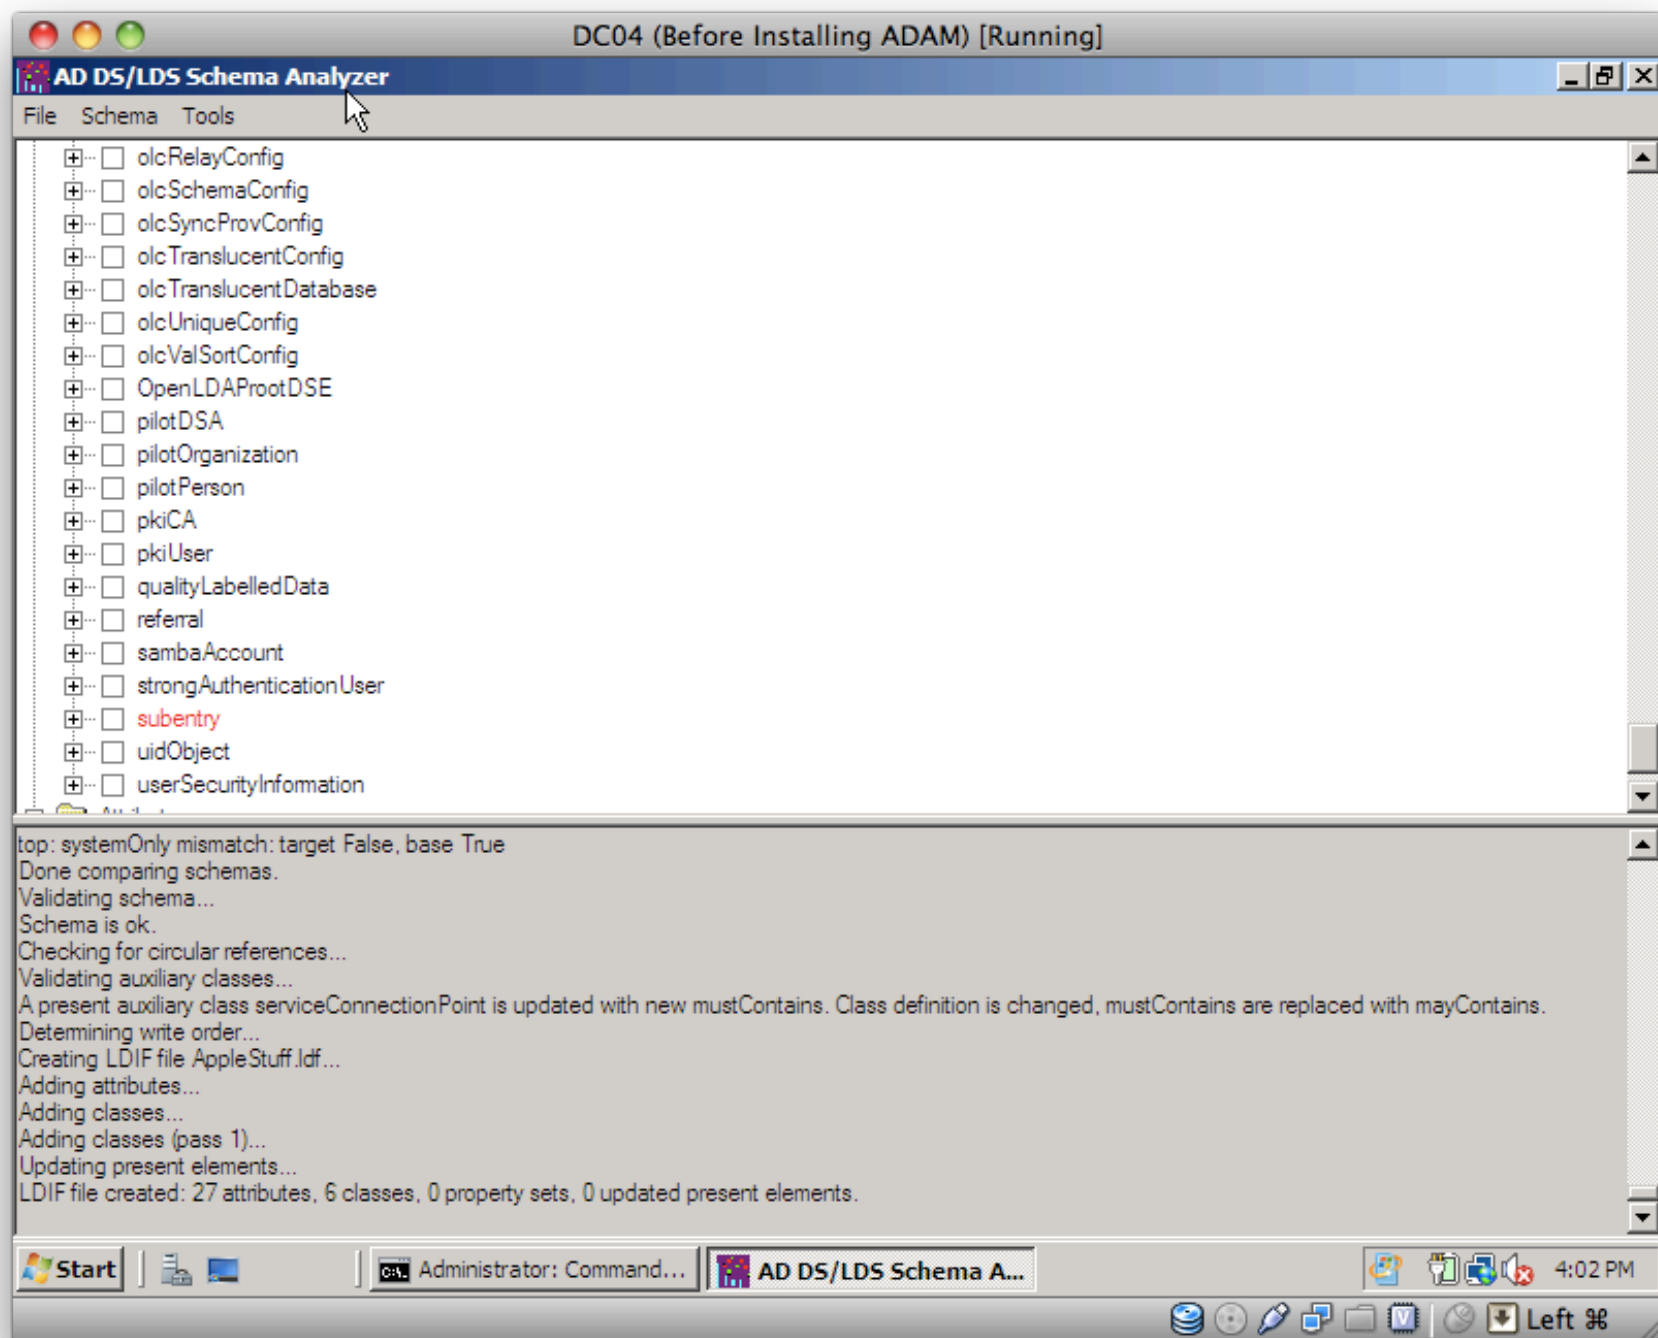 DC04 (Before Installing ADAM) [Running]
AD DS/LDS Schema Analyzer
File Schema Tools
olcRelayConfig
olcSchemaConfig
olcSyncProvConfig
olcTranslucentConfig
olcTranslucentDatabase
olcUniqueConfig
olcValSortConfig
OpenLDAProotDSE
pilotDSA
pilotOrganization
pilotPerson
pkiCA
pkiUser
qualityLabelledData
referral
sambaAccount
strongAuthenticationUser
subentry
uidObject
userSecurityInformation
top: systemOnly mismatch: target False, base True
Done comparing schemas.
Validating schema...
Schema is ok.
Checking for circular references...
Validating auxiliary classes...
A present auxiliary class serviceConnectionPoint is updated with new mustContains. Class definition is changed, mustContains are replaced with mayContains.
Determining write order...
Creating LDIF file AppleStuff.ldf...
Adding attributes...
Adding classes...
Adding classes (pass 1)...
Updating present elements...
LDIF file created: 27 attributes, 6 classes, 0 property sets, 0 updated present elements.
Start Administrator: Command... AD DS/LDS Schema A... 4:02 PM
Left ⌘